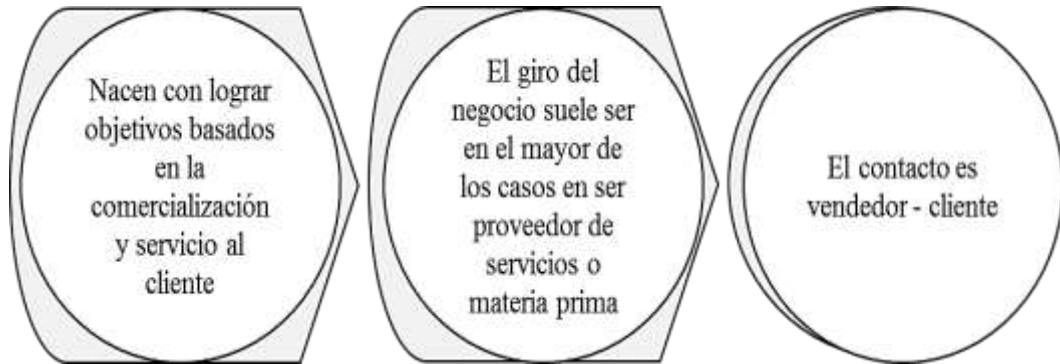 Nacen con lograr
objetivos basados
en la
comercialización
y servicio al
cliente
El giro del
negocio suele ser
en el mayor de
los casos en ser
proveedor de
servicios o
materia prima
El contacto es
vendedor - cliente